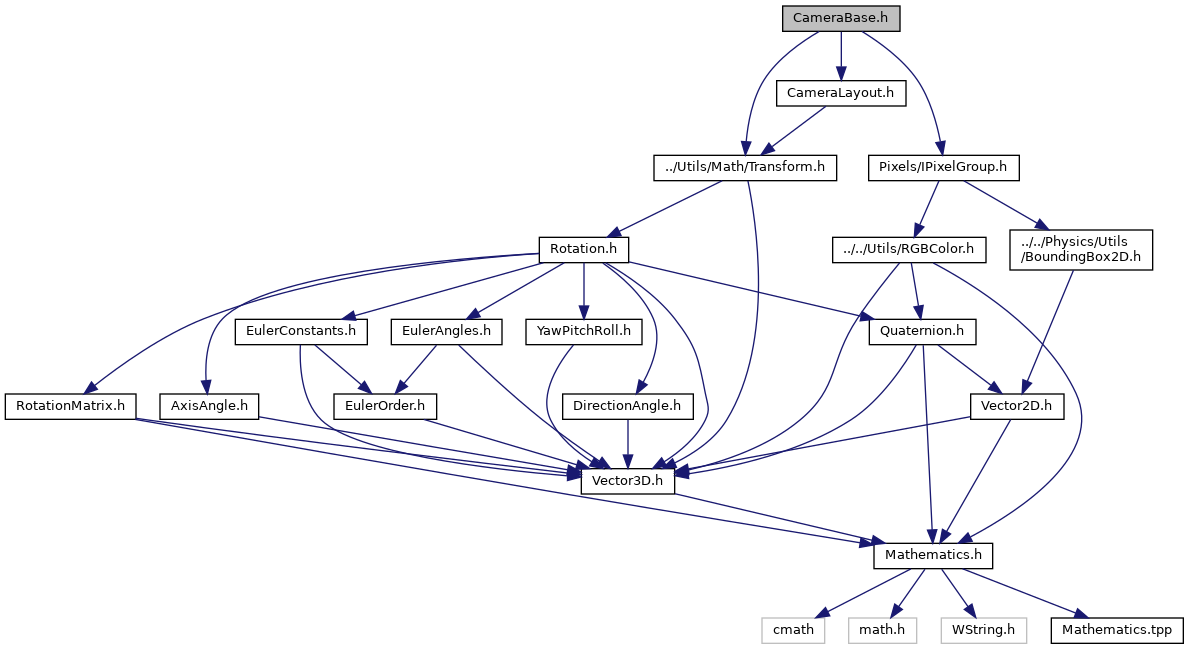 CameraBase.h
CameraLayout.h
../Utils/Math/Transform.h
Pixels/IPixelGroup.h
Rotation.h
../../Utils/RGBColor.h
../../Physics/Utils
/BoundingBox2D.h
EulerConstants.h
EulerAngles.h
YawPitchRoll.h
Quaternion.h
RotationMatrix.h
AxisAngle.h
EulerOrder.h
DirectionAngle.h
Vector2D.h
Vector3D.h
Mathematics.h
cmath
math.h
WString.h
Mathematics.tpp